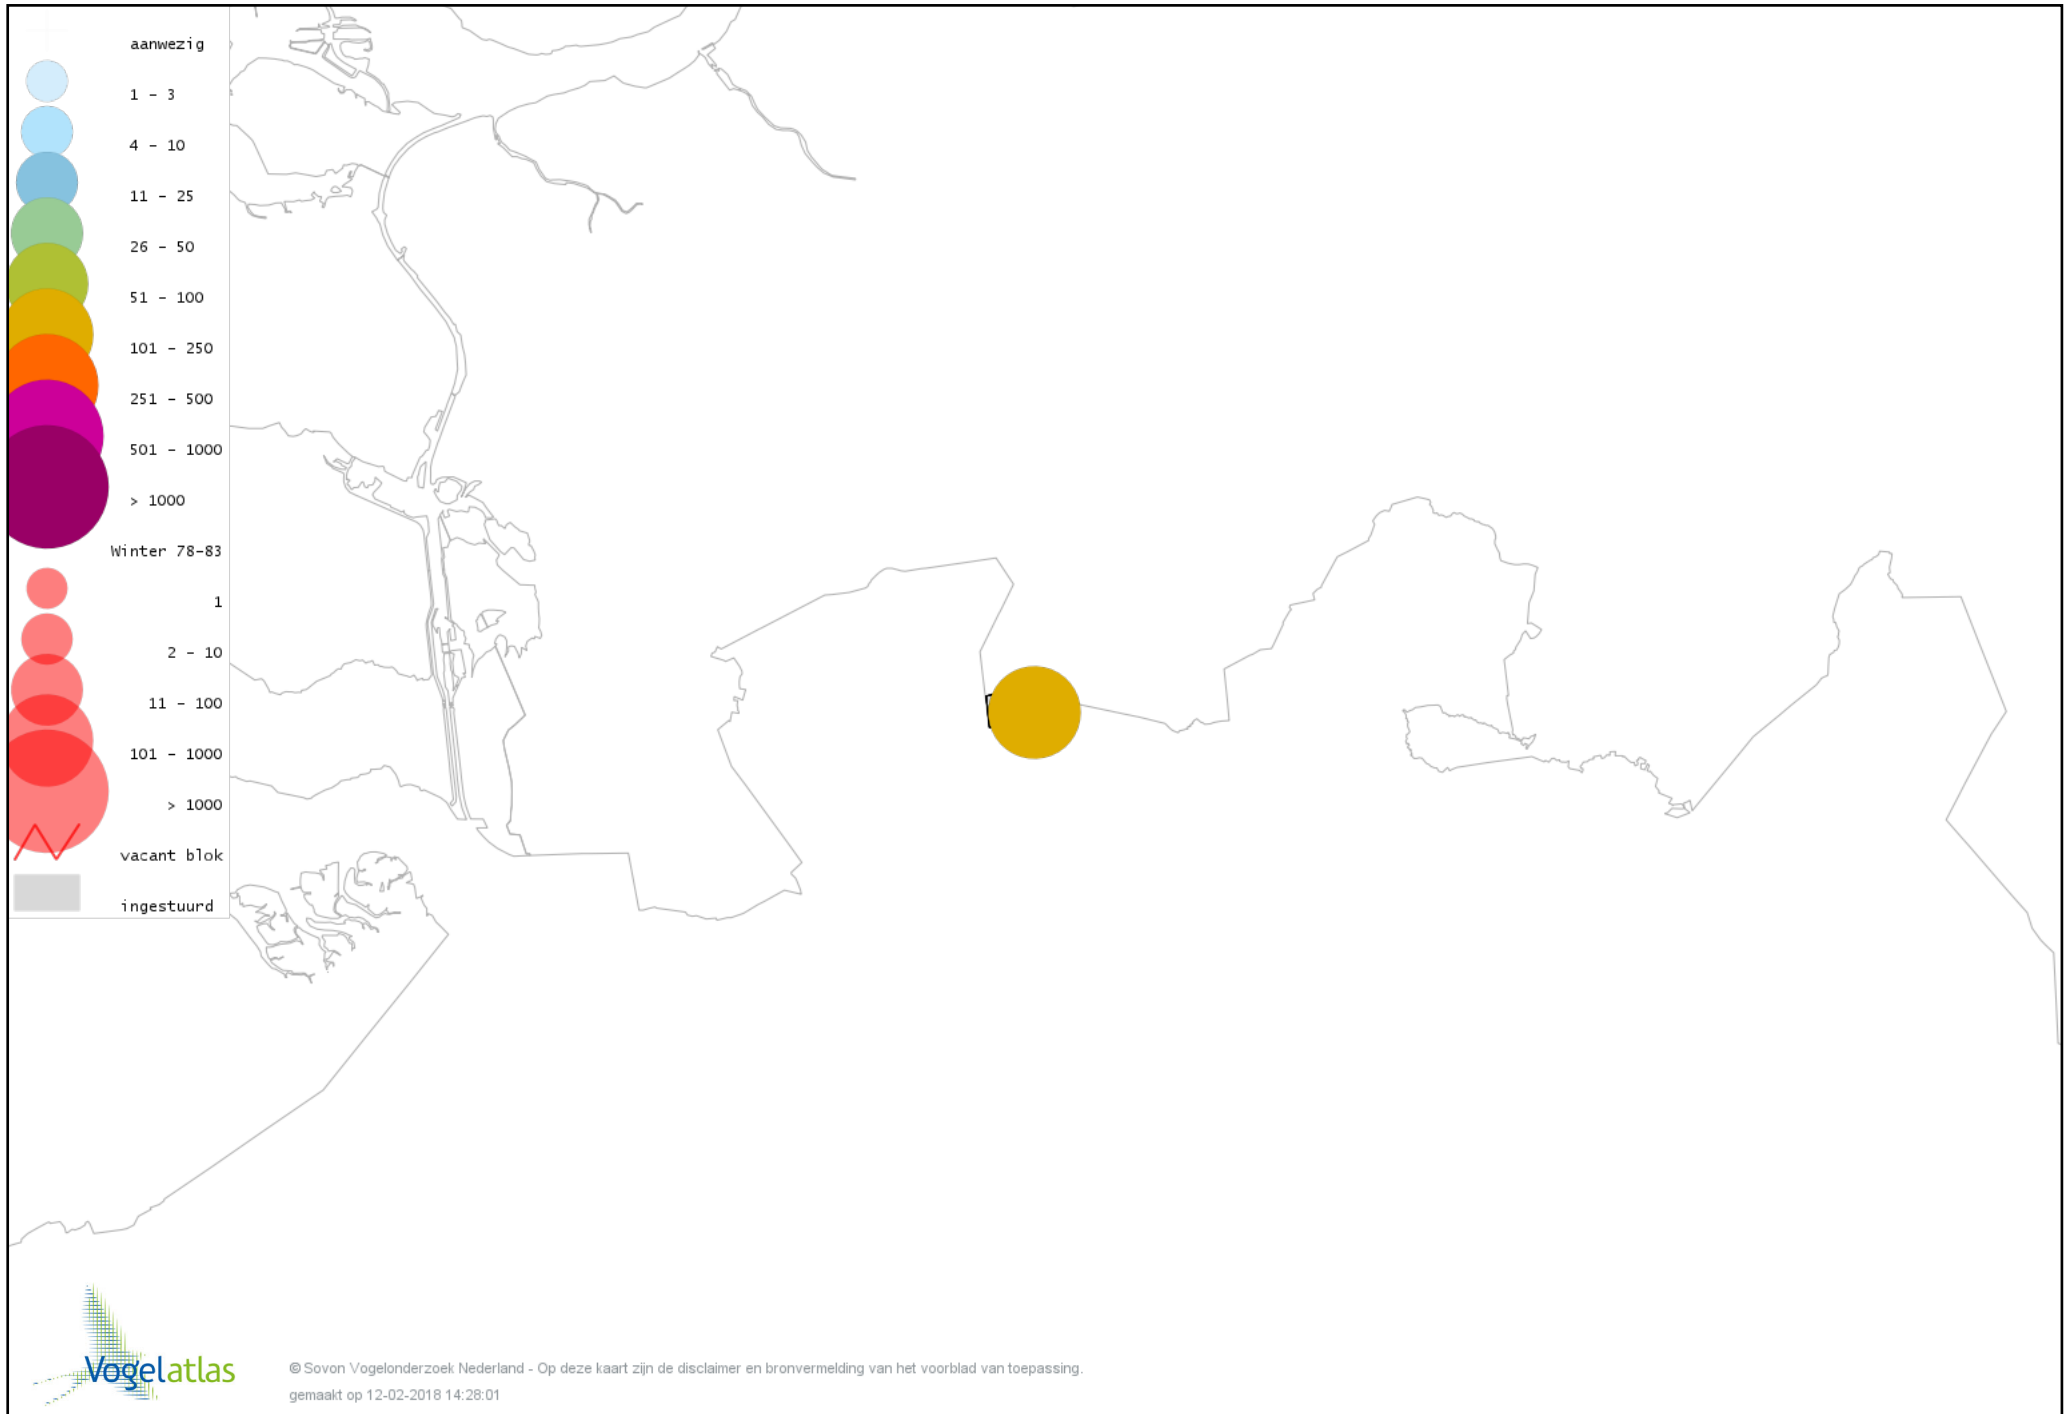 aanwezig
1 - 3
4 - 10
11 - 25
26 - 50
51 - 100
101 - 250
251 - 500
501 - 1000
> 1000
Winter 78-83
1
2 - 10
11 - 100
101 - 1000
> 1000
vacant blok
ingestuurd
Vogelatlas
© Sovon Vogelonderzoek Nederland - Op deze kaart zijn de disclaimer en bronvermelding van het voorblad van toepassing.
gemaakt op 12-02-2018 14:28:01